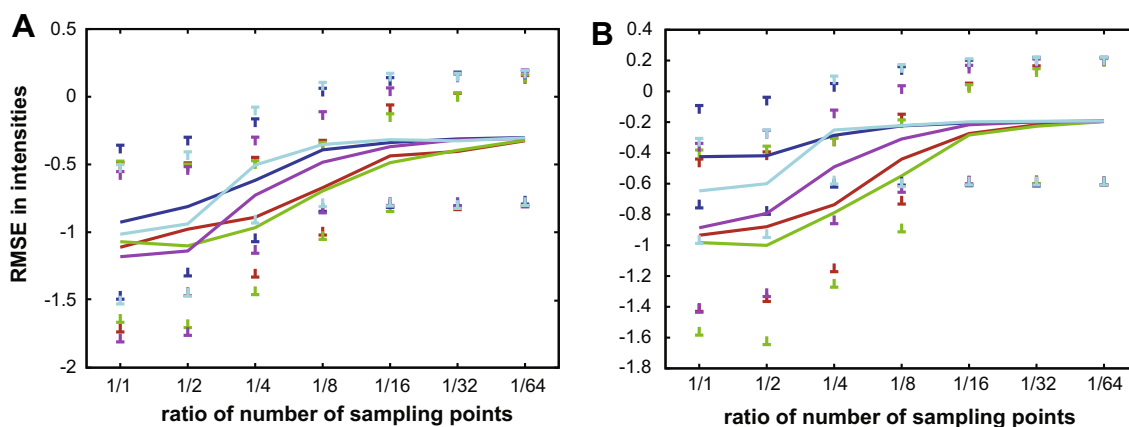 A
RMSE in intensities
0.5
0
-0.5
-1
-1.5
-2
1/1 1/2 1/4 1/8 1/16 1/32 1/64
ratio of number of sampling points
B
0.4
0.2
0
-0.2
-0.4
-0.6
-0.8
-1
-1.2
-1.4
-1.6
-1.8
1/1 1/2 1/4 1/8 1/16 1/32 1/64
ratio of number of sampling points